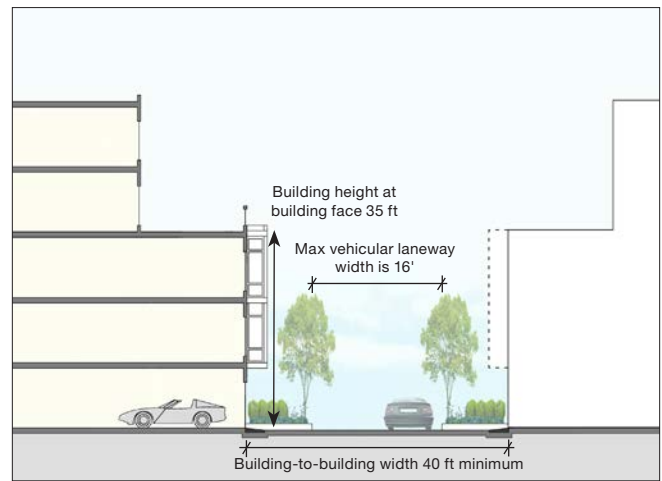 Building height at
building face 35 ft
Max vehicular laneway
width is 16'
Building-to-building width 40 ft minimum